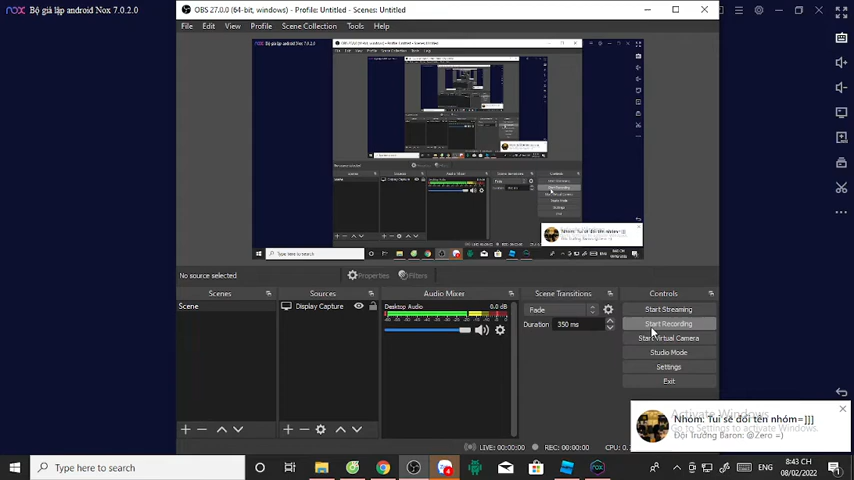 nox Bộ giả lập android Nox 7.0.2.0
OBS 27.0.0 (64-bit, windows) - Profile: Untitled - Scenes: Untitled
File Edit View Profile Scene Collection Tools Help
No source selected
Properties Filters
Scenes
Scene
Sources
Display Capture
Audio Mixer
Desktop Audio 0.0 dB
Scene Transitions
Fade
Duration 350 ms
Controls
Start Streaming
Start Recording
Start Virtual Camera
Studio Mode
Settings
Exit
LIVE: 00:00:00 REC: 00:00:00
Activate Windows
Go to Settings to activate Windows.
Nhóm: Tui sẽ đổi tên nhóm=]]]
Đội Trưởng Baron: @Zero =)
Type here to search
ENG
8:43 CH
08/02/2022